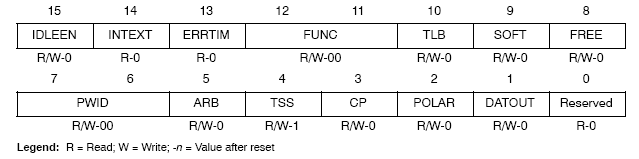 15 14 13 12 11 10 9 8
IDLEEN INTEXT ERRTIM FUNC TLB SOFT FREE
R/W-0 R-0 R-0 R/W-00 R/W-0 R/W-0 R/W-0
7 6 5 4 3 2 1 0
PWID ARB TSS CP POLAR DATOUT Reserved
R/W-00 R/W-0 R/W-1 R/W-0 R/W-0 R/W-0 R-0
Legend: R = Read; W = Write; -n = Value after reset